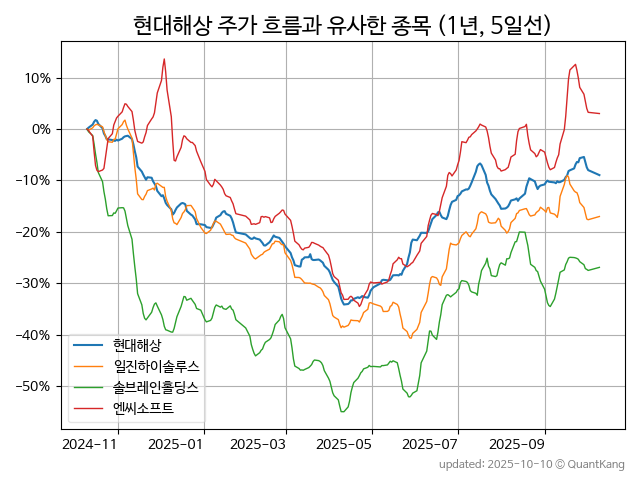 현대해상 주가 흐름과 유사한 종목 (1년, 5일선)
10%
0%
−10%
−20%
−30%
−40%
−50%
현대해상
일진하이솔루스
솔브레인홀딩스
엔씨소프트
2024−11
2025−01
2025−03
2025−05
2025−07
2025−09
updated: 2025-10-10 © QuantKang